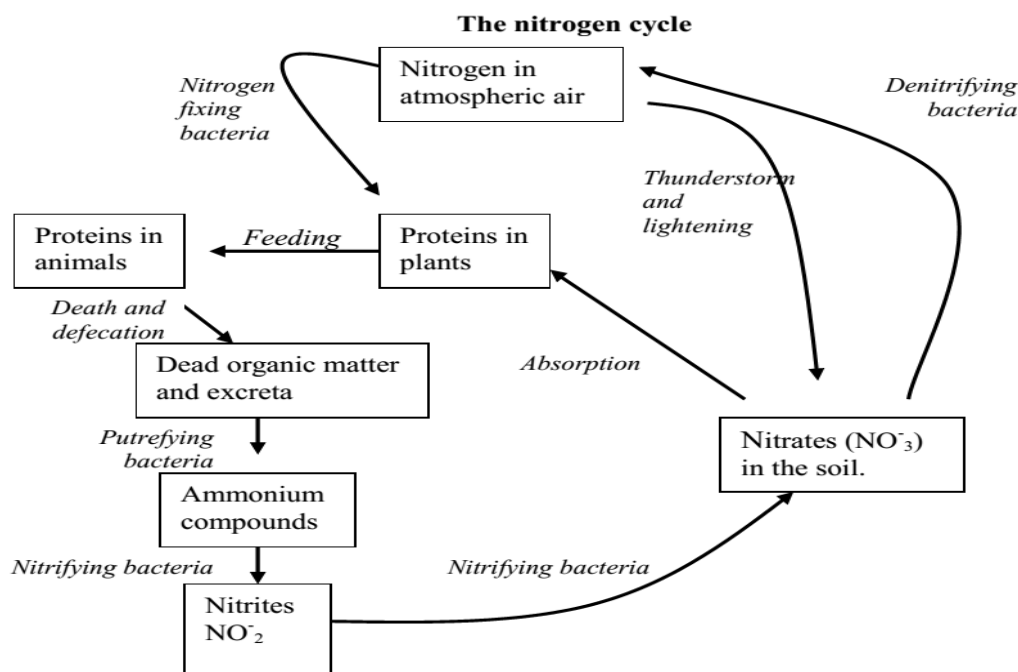 The nitrogen cycle
Nitrogen in
atmospheric air
Nitrogen
fixing
bacteria
Denitrifying
bacteria
Thunderstorm
and
lightening
Proteins in
animals
Feeding
Proteins in
plants
Death and
defecation
Dead organic matter
and excreta
Absorption
Putrefying
bacteria
Nitrates (NO⁻₃)
in the soil.
Ammonium
compounds
Nitrifying bacteria
Nitrifying bacteria
Nitrites
NO⁻₂